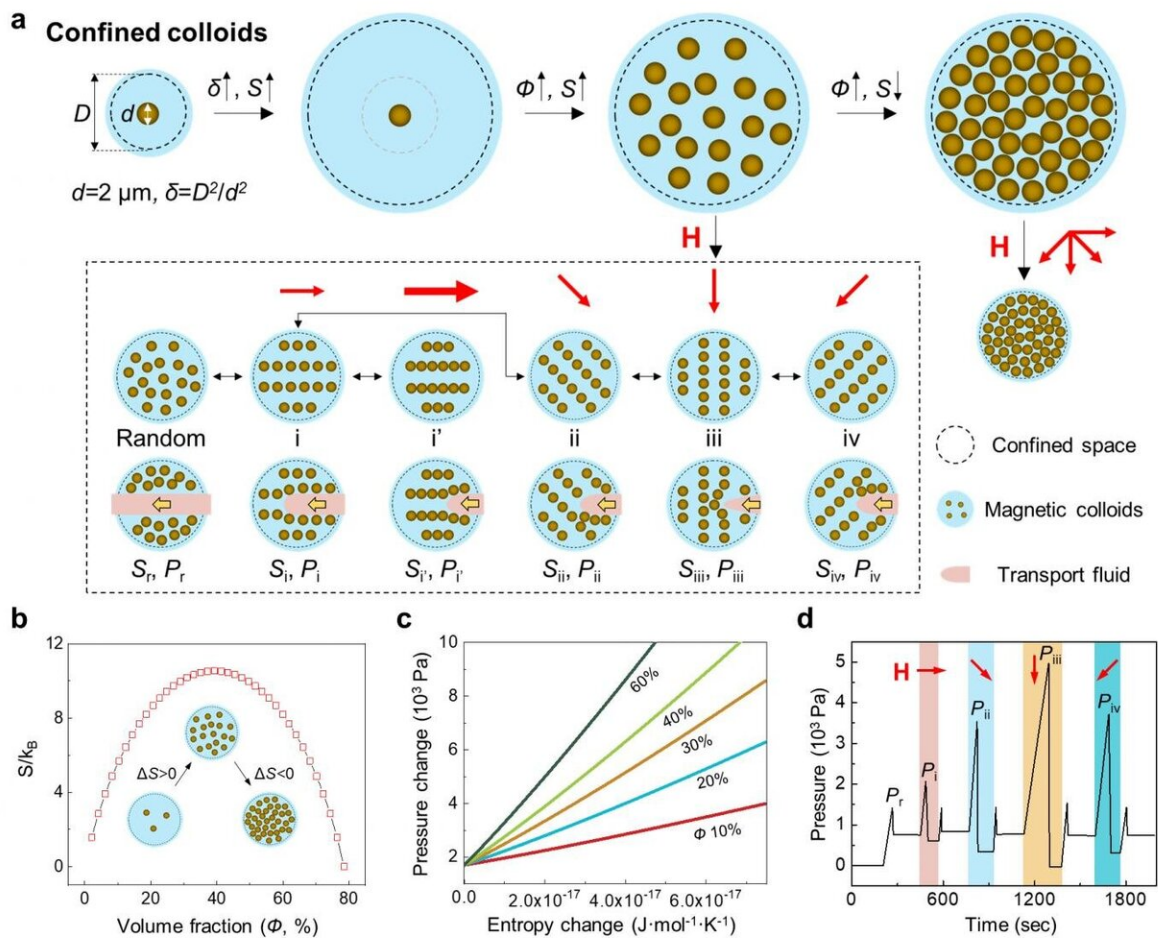 a
Confined colloids
D
d
δ↑, S↑
Φ↑, S↑
Φ↑, S↓
d=2 μm, δ=D²/d²
H
H
Random
i
i’
ii
iii
iv
Sr, Pr
Si, Pi
Si’, Pi’
Sii, Pii
Siii, Piii
Siv, Piv
Confined space
Magnetic colloids
Transport fluid
b
S/kB
12
8
4
0
ΔS>0
ΔS<0
0 20 40 60 80
Volume fraction (Φ, %)
c
Pressure change (10³ Pa)
10
8
6
4
2
60%
40%
30%
20%
Φ 10%
0.0 2.0x10⁻¹⁷ 4.0x10⁻¹⁷ 6.0x10⁻¹⁷
Entropy change (J·mol⁻¹·K⁻¹)
d
Pressure (10³ Pa)
5
4
3
2
1
0
H
Pr
Pi
Pii
Piii
Piv
0 600 1200 1800
Time (sec)